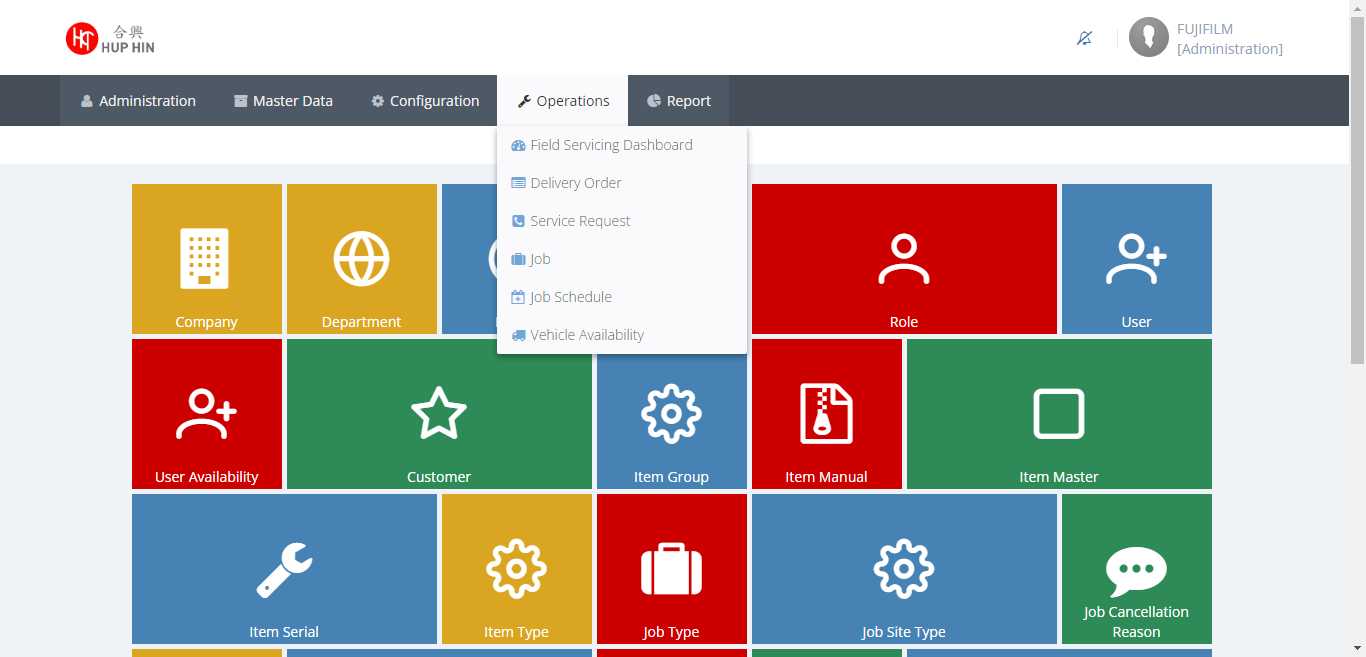 合興
HUP HIN
FUJIFILM
[Administration]
Administration
Master Data
Configuration
Operations
Report
Field Servicing Dashboard
Delivery Order
Service Request
Job
Job Schedule
Vehicle Availability
Company
Department
Role
User
User Availability
Customer
Item Group
Item Manual
Item Master
Item Serial
Item Type
Job Type
Job Site Type
Job Cancellation
Reason